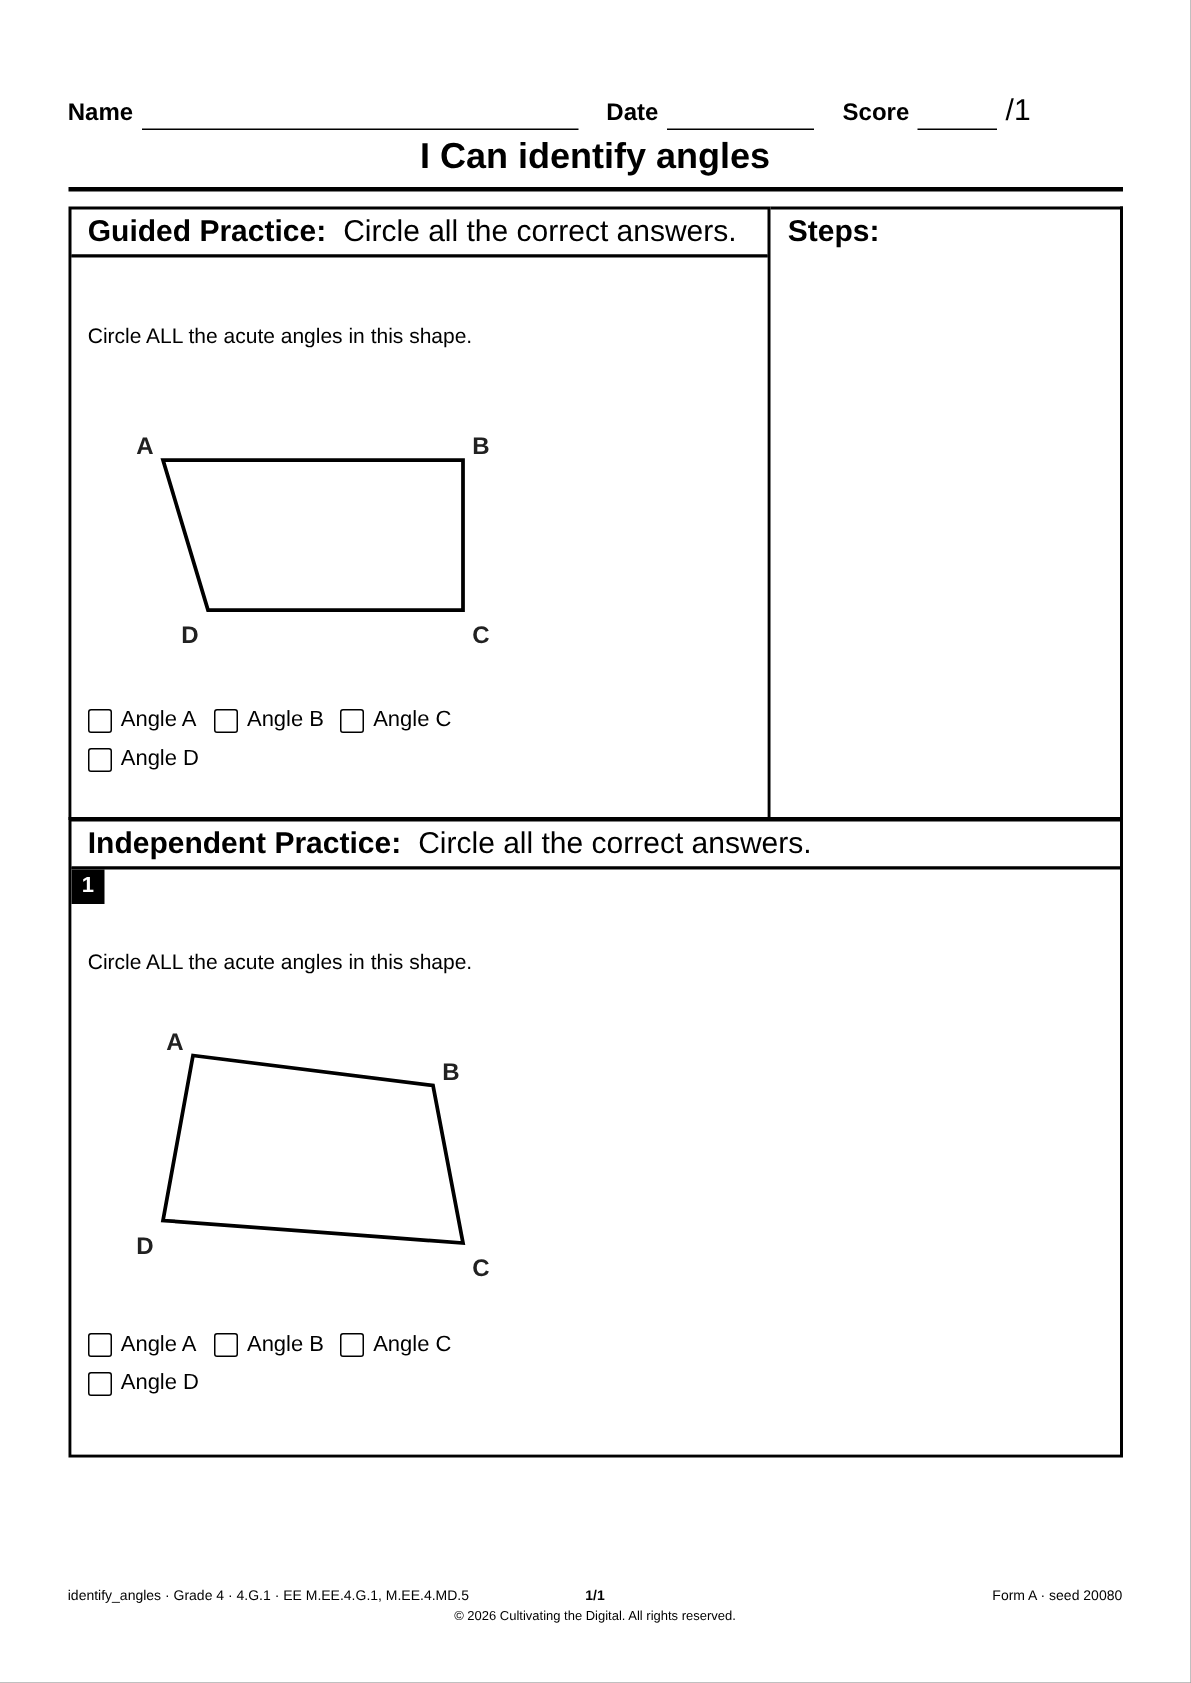 Name Date Score /1
I Can identify angles
Guided Practice: Circle all the correct answers.
Steps:
Circle ALL the acute angles in this shape.
A B
D C
Angle A Angle B Angle C
Angle D
Independent Practice: Circle all the correct answers.
1
Circle ALL the acute angles in this shape.
A
B
D
C
Angle A Angle B Angle C
Angle D
identify_angles · Grade 4 · 4.G.1 · EE M.EE.4.G.1, M.EE.4.MD.5 1/1 Form A · seed 20080
© 2026 Cultivating the Digital. All rights reserved.